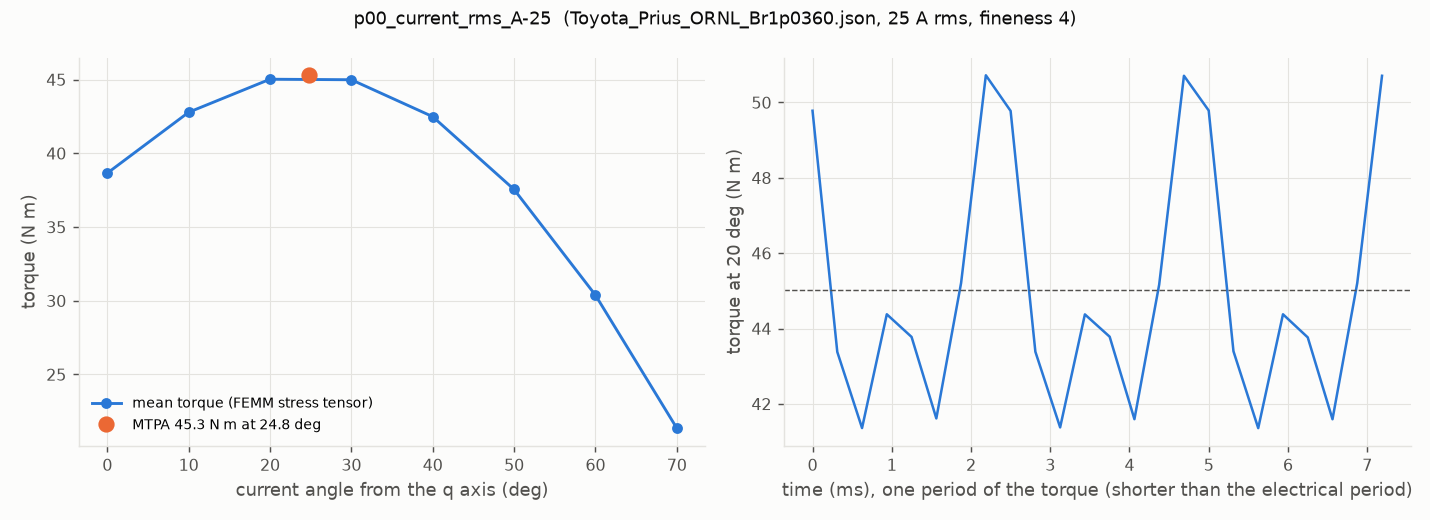 p00_current_rms_A-25  (Toyota_Prius_ORNL_Br1p0360.json, 25 A rms, fineness 4)
torque (N m)
45
40
35
30
25
mean torque (FEMM stress tensor)
MTPA 45.3 N m at 24.8 deg
0 10 20 30 40 50 60 70
current angle from the q axis (deg)
torque at 20 deg (N m)
50
48
46
44
42
0 1 2 3 4 5 6 7
time (ms), one period of the torque (shorter than the electrical period)